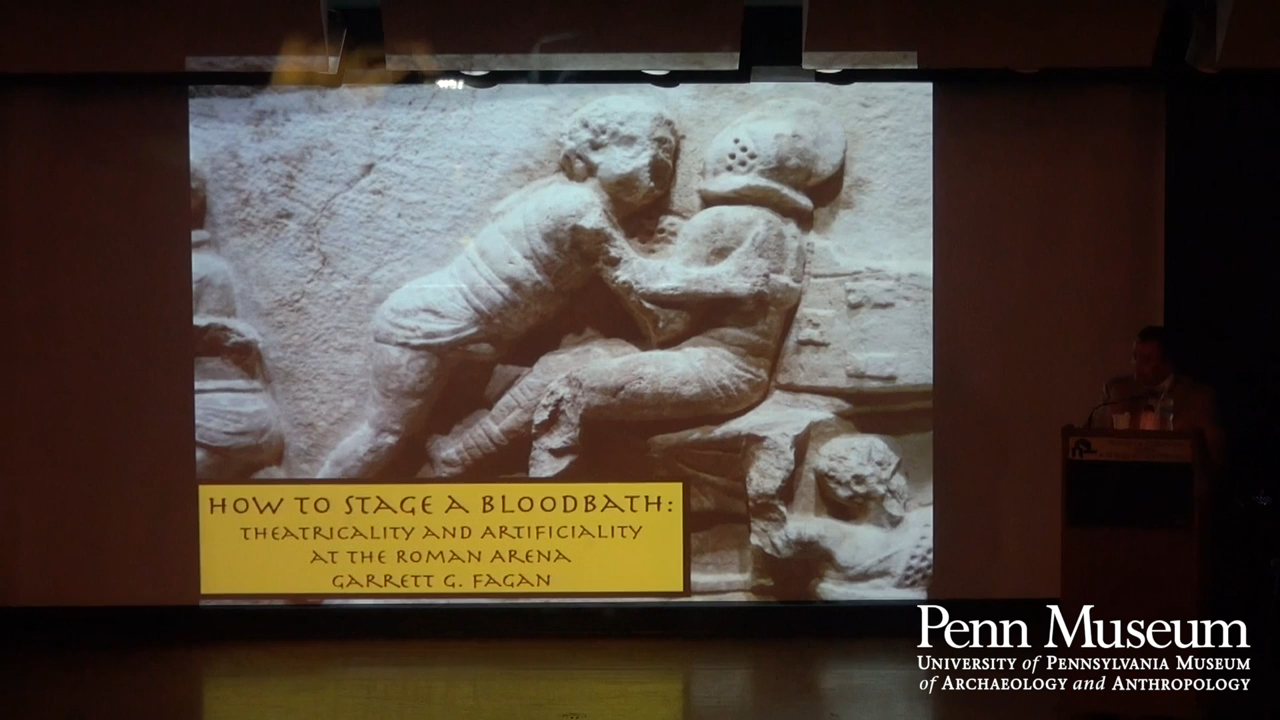 HOW TO STAGE A BLOODBATH:
THEATRICALITY AND ARTIFICIALITY
AT THE ROMAN ARENA
GARRETT G. FAGAN
Penn Museum
UNIVERSITY of PENNSYLVANIA MUSEUM
of ARCHAEOLOGY and ANTHROPOLOGY